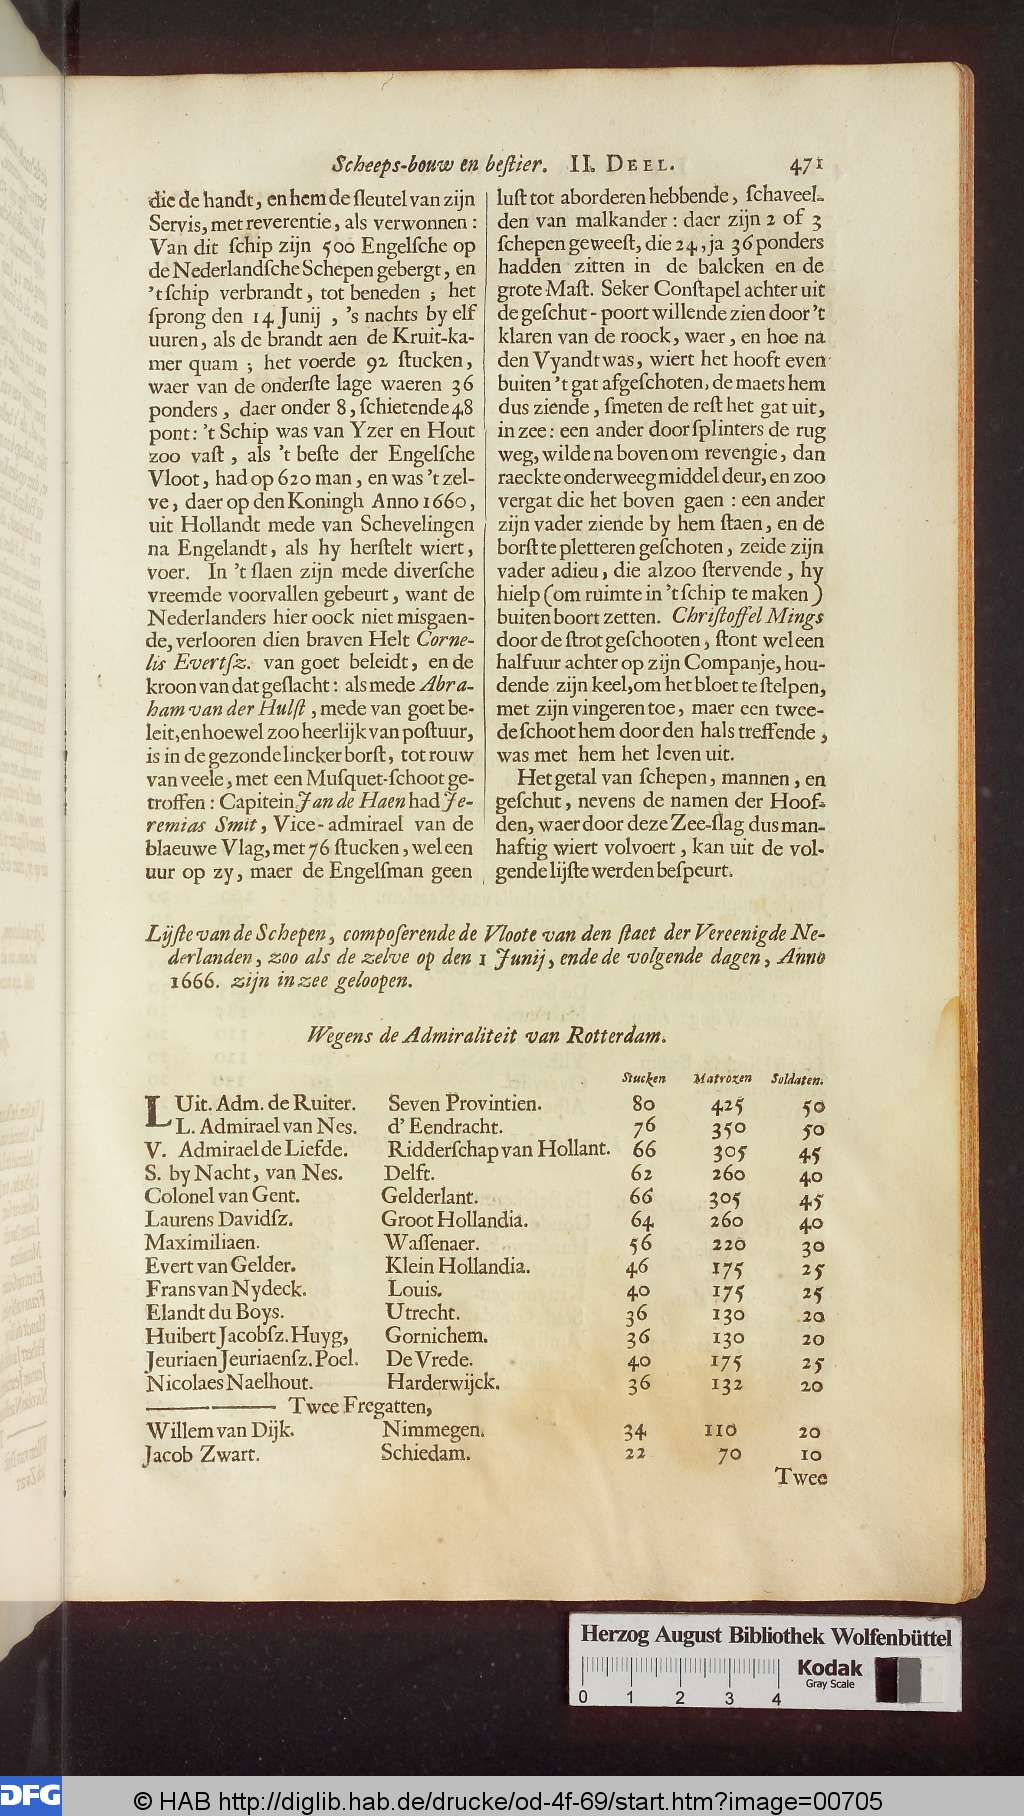 Scheeps-bouw en beſtier. II. DEEL. 471
die de handt, en hem de ſleutel van zijn
Servis, met reverentie, als verwonnen:
Van dit ſchip zijn 500 Engelſche op
de Nederlandſche Schepen gebergt, en
'tſchip verbrandt, tot beneden; het
ſprong den 14 Junij, 's nachts by elf
uuren, als de brandt aen de Kruit-ka-
mer quam; het voerde 92 ſtucken,
waer van de onderſte lage waeren 36
ponders, daer onder 8, ſchietende 48
pont: 't Schip was van Yzer en Hout
zoo vaſt, als 't beſte der Engelſche
Vloot, had op 620 man, en was 't zel-
ve, daer op den Koningh Anno 1660,
uit Hollandt mede van Schevelingen
na Engelandt, als hy herſtelt wiert,
voer. In 't ſlaen zijn mede diverſche
vreemde voorvallen gebeurt, want de
Nederlanders hier oock niet misgaen-
de, verlooren dien braven Helt Corne-
lis Evertſz. van goet beleidt, en de
kroon van dat geſlacht: als mede Abra-
ham van der Hulſt, mede van goet be-
leit, en hoewel zoo heerlijk van poſtuur,
is in de gezonde lincker borſt, tot rouw
van veele, met een Muſquet-ſchoot ge-
troffen: Capitein Jan de Haen had Je-
remias Smit, Vice-admirael van de
blaeuwe Vlag, met 76 ſtucken, wel een
uur op zy, maer de Engelſman geen
luſt tot aborderen hebbende, ſchaveel-
den van malkander: daer zijn 2 of 3
ſchepen geweeſt, die 24, ja 36 ponders
hadden zitten in de balcken en de
grote Maſt. Seker Conſtapel achter uit
de geſchut-poort willende zien door 't
klaren van de roock, waer, en hoe na
den Vyandt was, wiert het hooft even
buiten 't gat afgeſchoten, de maets hem
dus ziende, ſmeten de reſt het gat uit,
in zee: een ander door ſplinters de rug
weg, wilde na boven om revengie, dan
raeckte onderweeg middel deur, en zoo
vergat die het boven gaen: een ander
zijn vader ziende by hem ſtaen, en de
borſt te pletteren geſchoten, zeide zijn
vader adieu, die alzoo ſtervende, hy
hielp (om ruimte in 'tſchip te maken)
buiten boort zetten. Chriſtoffel Mings
door de ſtrot geſchooten, ſtont wel een
half uur achter op zijn Companje, hou-
dende zijn keel, om het bloet te ſtelpen,
met zijn vingeren toe, maer een twee-
de ſchoot hem door den hals treffende,
was met hem het leven uit.
Het getal van ſchepen, mannen, en
geſchut, nevens de namen der Hoof-
den, waer door deze Zee-ſlag dus man-
haftig wiert volvoert, kan uit de vol-
gende lijſte werden beſpeurt.
Lijſte van de Schepen, compoſerende de Vloote van den ſtaet der Vereenigde Ne-
derlanden, zoo als de zelve op den 1 Junij, ende de volgende dagen, Anno
1666. zijn in zee geloopen.
Wegens de Admiraliteit van Rotterdam.
Stucken Matrozen Soldaten.
LUit. Adm. de Ruiter. Seven Provintien. 80 425 50
L. Admirael van Nes. d' Eendracht. 76 350 50
V. Admirael de Liefde. Ridderſchap van Hollant. 66 305 45
S. by Nacht, van Nes. Delft. 62 260 40
Colonel van Gent. Gelderlant. 66 305 45
Laurens Davidſz. Groot Hollandia. 64 260 40
Maximiliaen. Waſſenaer. 56 220 30
Evert van Gelder. Klein Hollandia. 46 175 25
Frans van Nydeck. Louis. 40 175 25
Elandt du Boys. Utrecht. 36 130 20
Huibert Jacobſz. Huyg, Gornichem. 36 130 20
Jeuriaen Jeuriaenſz. Poel. De Vrede. 40 175 25
Nicolaes Naelhout. Harderwijck. 36 132 20
—— —— Twee Fregatten,
Willem van Dijk. Nimmegen. 34 110 20
Jacob Zwart. Schiedam. 22 70 10
Twee
Herzog August Bibliothek Wolfenbüttel
Kodak
Gray Scale
0 1 2 3 4
DFG © HAB http://diglib.hab.de/drucke/od-4f-69/start.htm?image=00705